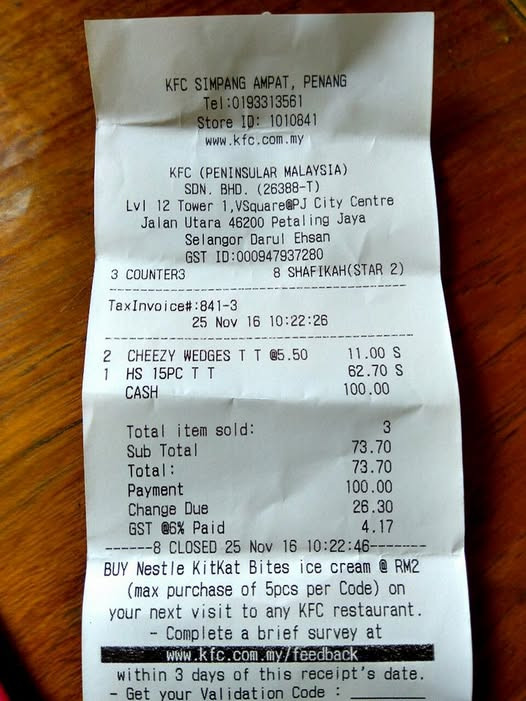 KFC SIMPANG AMPAT, PENANG
Tel:0193313561
Store ID: 1010841
www.kfc.com.my
KFC (PENINSULAR MALAYSIA)
SDN. BHD. (26388-T)
Lvl 12 Tower 1,VSquare@PJ City Centre
Jalan Utara 46200 Petaling Jaya
Selangor Darul Ehsan
GST ID:000947937280
3 COUNTER3 8 SHAFIKAH(STAR 2)
TaxInvoice#:841-3
25 Nov 16 10:22:26
2 CHEEZY WEDGES T T @5.50 11.00 S
1 HS 15PC T T 62.70 S
CASH 100.00
Total item sold: 3
Sub Total 73.70
Total: 73.70
Payment 100.00
Change Due 26.30
GST @6% Paid 4.17
------8 CLOSED 25 Nov 16 10:22:46-------
BUY Nestle KitKat Bites ice cream @ RM2
(max purchase of 5pcs per Code) on
your next visit to any KFC restaurant.
- Complete a brief survey at
www.kfc.com.my/feedback
within 3 days of this receipt's date.
- Get your Validation Code : ________